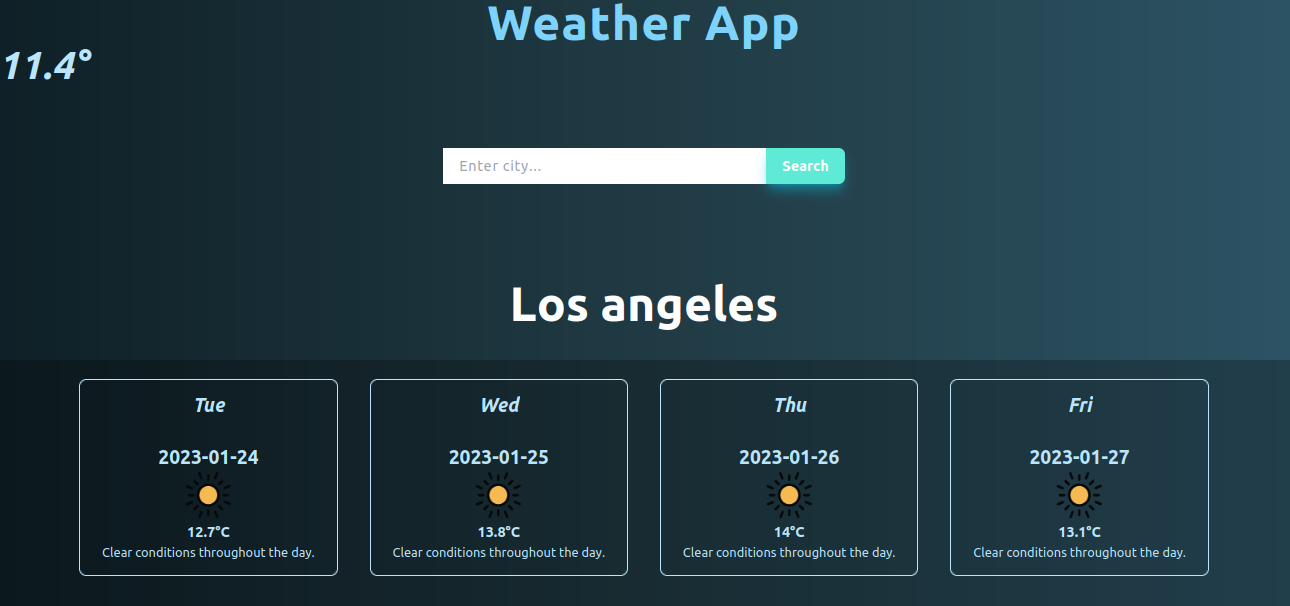 Weather App
11.4°
Enter city...
Search
Los angeles
Tue
2023-01-24
12.7°C
Clear conditions throughout the day.
Wed
2023-01-25
13.8°C
Clear conditions throughout the day.
Thu
2023-01-26
14°C
Clear conditions throughout the day.
Fri
2023-01-27
13.1°C
Clear conditions throughout the day.